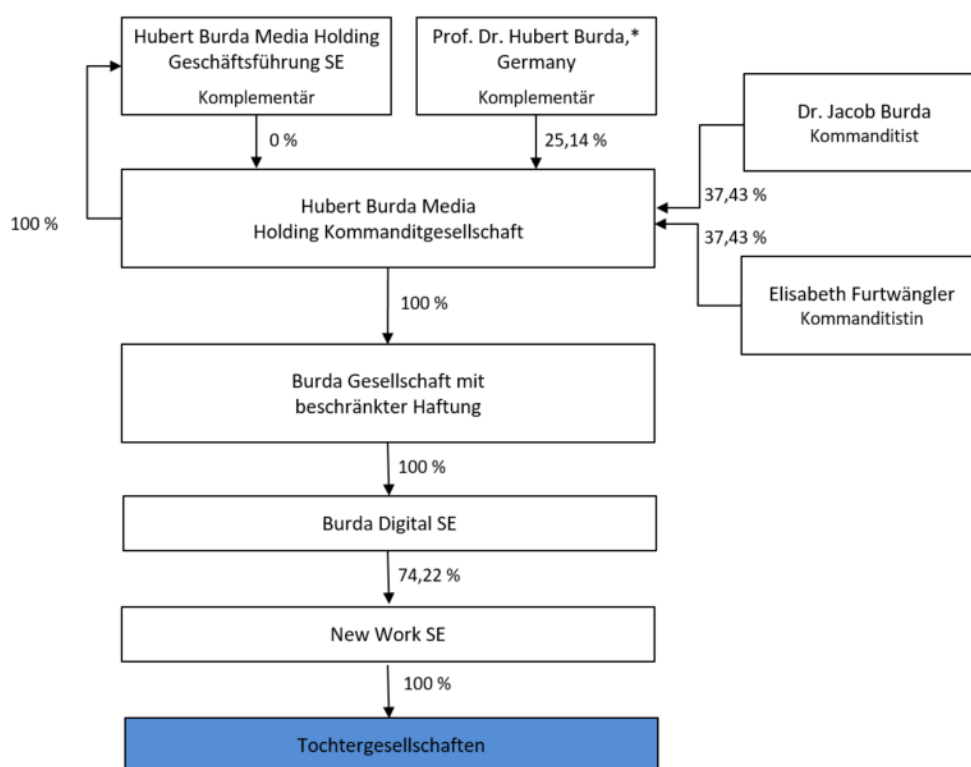 Hubert Burda Media Holding
Geschäftsführung SE
Komplementär
Prof. Dr. Hubert Burda,*
Germany
Komplementär
Dr. Jacob Burda
Kommanditist
0 %
25,14 %
37,43 %
Hubert Burda Media
Holding Kommanditgesellschaft
100 %
37,43 %
Elisabeth Furtwängler
Kommanditistin
100 %
Burda Gesellschaft mit
beschränkter Haftung
100 %
Burda Digital SE
74,22 %
New Work SE
100 %
Tochtergesellschaften